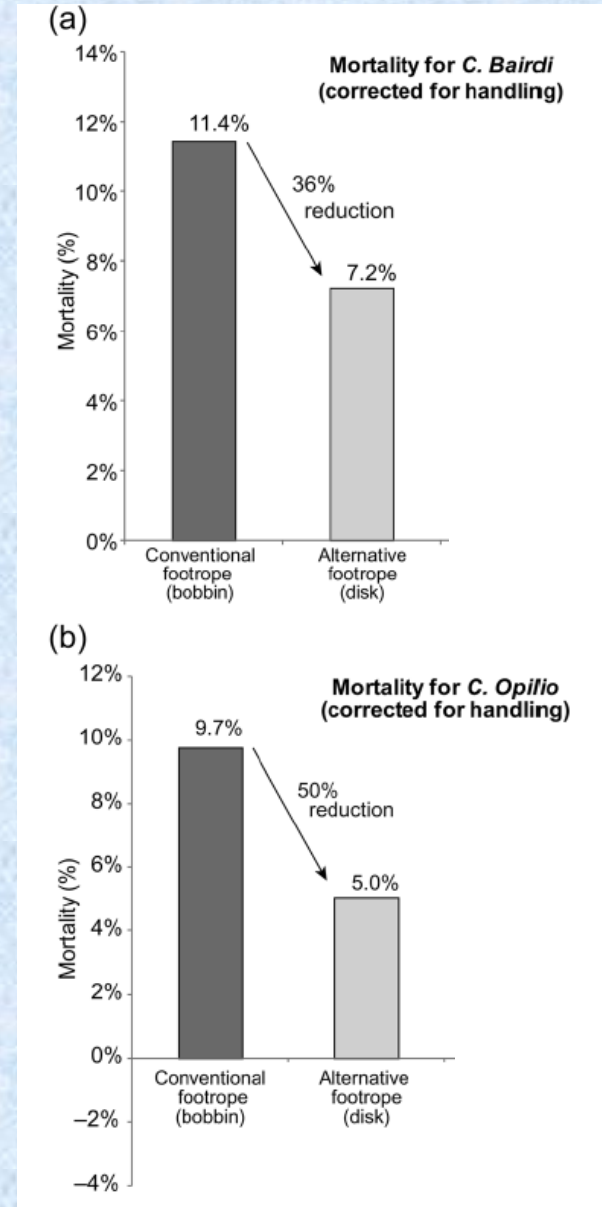 (a)
14%
Mortality for C. Bairdi
(corrected for handling)
12%
11.4%
36%
reduction
10%
8%
7.2%
Mortality (%)
6%
4%
2%
0%
Conventional
footrope
(bobbin)
Alternative
footrope
(disk)
(b)
12%
Mortality for C. Opilio
(corrected for handling)
10%
9.7%
50%
reduction
8%
6%
5.0%
Mortality (%)
4%
2%
0%
Conventional
footrope
(bobbin)
Alternative
footrope
(disk)
–2%
–4%